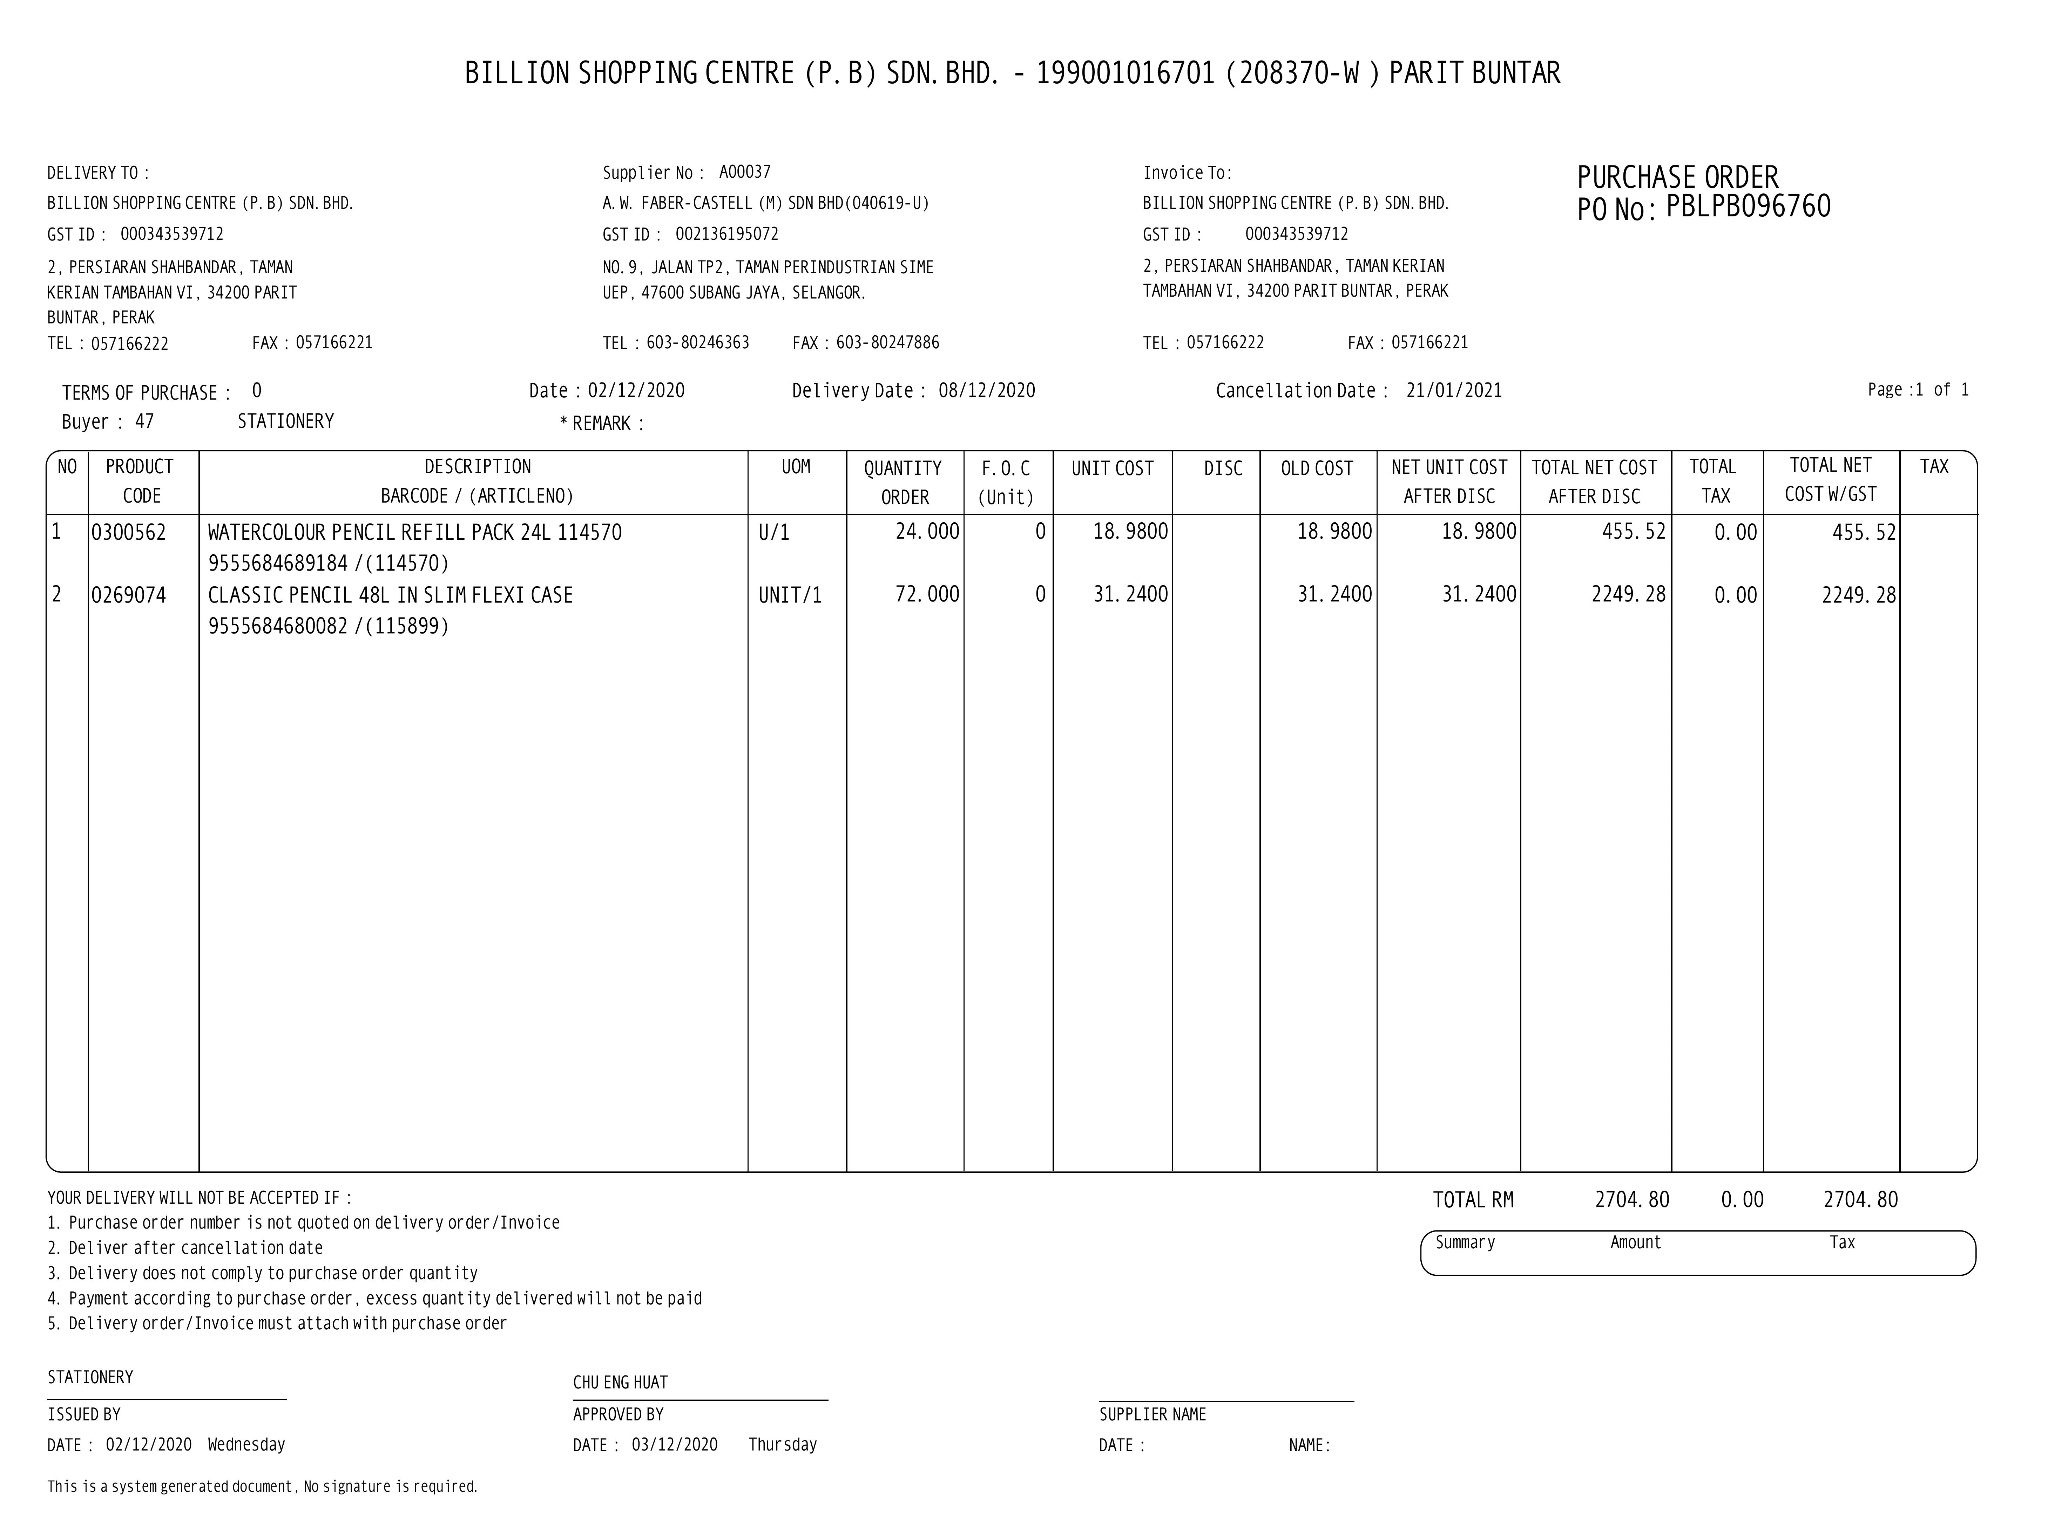 BILLION SHOPPING CENTRE (P.B) SDN.BHD. - 199001016701 (208370-W ) PARIT BUNTAR
DELIVERY TO :
BILLION SHOPPING CENTRE (P.B) SDN.BHD.
GST ID : 000343539712
2, PERSIARAN SHAHBANDAR, TAMAN
KERIAN TAMBAHAN VI, 34200 PARIT
BUNTAR, PERAK
TEL : 057166222 FAX : 057166221
Supplier No : A00037
A.W. FABER-CASTELL (M) SDN BHD(040619-U)
GST ID : 002136195072
NO.9, JALAN TP2, TAMAN PERINDUSTRIAN SIME
UEP, 47600 SUBANG JAYA, SELANGOR.
TEL : 603-80246363 FAX : 603-80247886
Invoice To:
BILLION SHOPPING CENTRE (P.B) SDN.BHD.
GST ID : 000343539712
2, PERSIARAN SHAHBANDAR, TAMAN KERIAN
TAMBAHAN VI, 34200 PARIT BUNTAR, PERAK
TEL : 057166222 FAX : 057166221
PURCHASE ORDER
PO No: PBLPB096760
TERMS OF PURCHASE : 0 Date : 02/12/2020 Delivery Date : 08/12/2020 Cancellation Date : 21/01/2021 Page :1 of 1
Buyer : 47 STATIONERY * REMARK :
NO PRODUCT DESCRIPTION UOM QUANTITY F.O.C UNIT COST DISC OLD COST NET UNIT COST TOTAL NET COST TOTAL TOTAL NET TAX
CODE BARCODE / (ARTICLENO) ORDER (Unit) AFTER DISC AFTER DISC TAX COST W/GST
1 0300562 WATERCOLOUR PENCIL REFILL PACK 24L 114570 U/1 24.000 0 18.9800 18.9800 18.9800 455.52 0.00 455.52
9555684689184 /(114570)
2 0269074 CLASSIC PENCIL 48L IN SLIM FLEXI CASE UNIT/1 72.000 0 31.2400 31.2400 31.2400 2249.28 0.00 2249.28
9555684680082 /(115899)
TOTAL RM 2704.80 0.00 2704.80
Summary Amount Tax
YOUR DELIVERY WILL NOT BE ACCEPTED IF :
1. Purchase order number is not quoted on delivery order/Invoice
2. Deliver after cancellation date
3. Delivery does not comply to purchase order quantity
4. Payment according to purchase order, excess quantity delivered will not be paid
5. Delivery order/Invoice must attach with purchase order
STATIONERY
ISSUED BY
DATE : 02/12/2020 Wednesday
CHU ENG HUAT
APPROVED BY
DATE : 03/12/2020 Thursday
SUPPLIER NAME
DATE : NAME:
This is a system generated document, No signature is required.